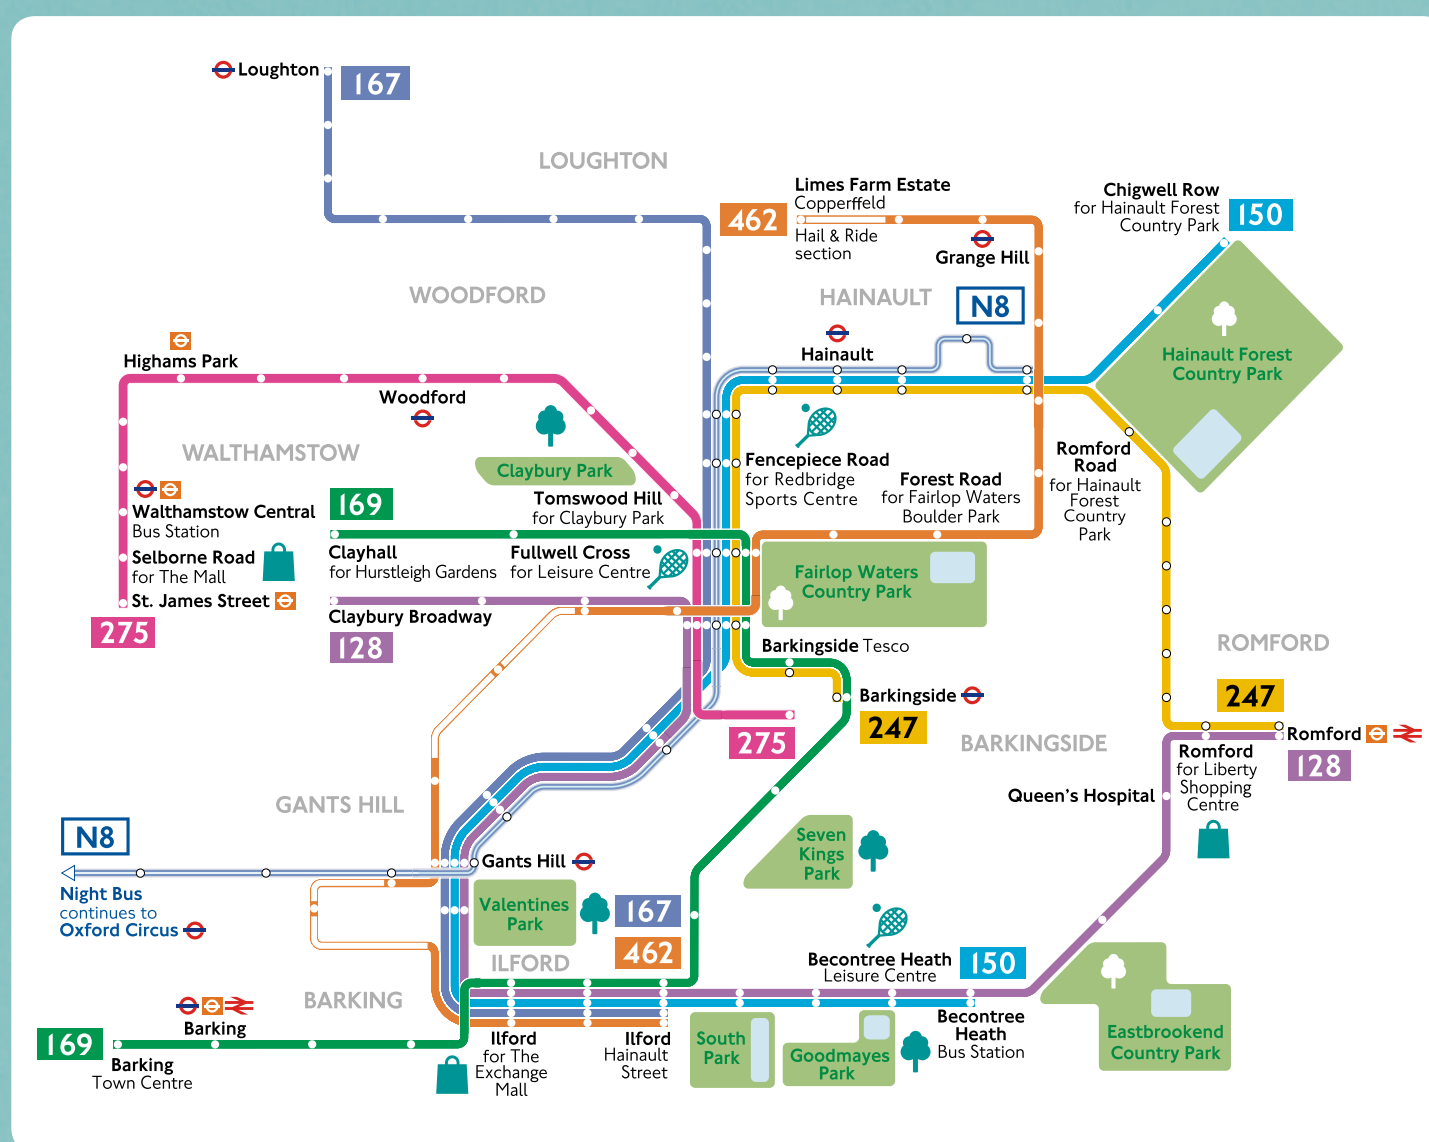 Loughton
167
LOUGHTON
Limes Farm Estate
Copperffeld
462
Hail & Ride
section
Grange Hill
Chigwell Row
for Hainault Forest
Country Park
150
WOODFORD
HAINAULT
N8
Hainault
Highams Park
Woodford
Hainault Forest
Country Park
WALTHAMSTOW
Claybury Park
Fencepiece Road
for Redbridge
Sports Centre
Forest Road
for Fairlop Waters
Boulder Park
Romford
Road
for Hainault
Forest
Country
Park
Tomswood Hill
for Claybury Park
169
Walthamstow Central
Bus Station
Selborne Road
for The Mall
St. James Street
275
Clayhall
for Hurstleigh Gardens
Fullwell Cross
for Leisure Centre
Fairlop Waters
Country Park
Claybury Broadway
128
Barkingside Tesco
ROMFORD
Barkingside
247
247
275
BARKINGSIDE
Romford
128
Romford
for Liberty
Shopping
Centre
Queen's Hospital
GANTS HILL
N8
Gants Hill
Seven
Kings
Park
Night Bus
continues to
Oxford Circus
Valentines
Park
167
462
ILFORD
Becontree Heath
Leisure Centre
150
BARKING
Barking
169
Barking
Town Centre
Ilford
for The
Exchange
Mall
Ilford
Hainault
Street
South
Park
Goodmayes
Park
Becontree
Heath
Bus Station
Eastbrookend
Country Park